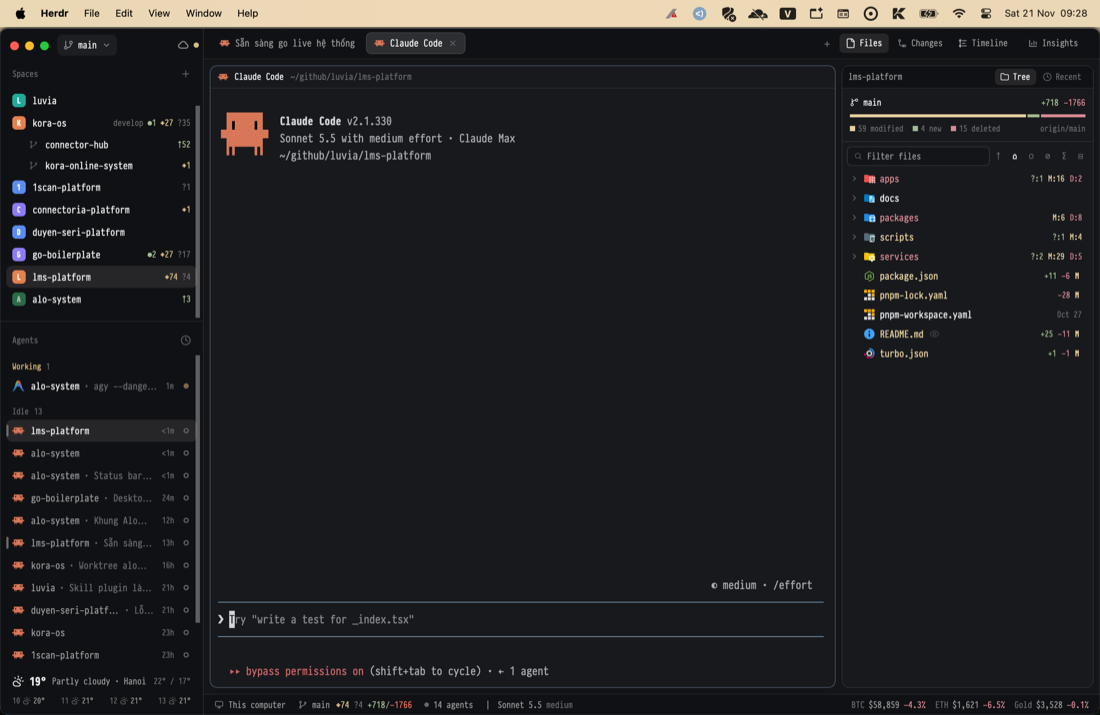 Herdr File Edit View Window Help
Sat 21 Nov 09:28
main
Spaces
L luvia
K kora-os develop ●1 +27 ?35
connector-hub ↑52
kora-online-system +1
1 1scan-platform ?1
C connectoria-platform +1
D duyen-seri-platform
G go-boilerplate ●2 +27 ?17
L lms-platform +74 ?4
A alo-system ↑3
Agents
Working 1
alo-system · agy --dange... 1m
Idle 13
lms-platform <1m
alo-system <1m
alo-system · Status bar... <1m
go-boilerplate · Deskto... 24m
alo-system · Khung Alo... 12h
lms-platform · Sẵn sàng... 13h
kora-os · Worktree alo... 16h
luvia · Skill plugin là... 21h
duyen-seri-platf... · Lỗ... 21h
kora-os 23h
1scan-platform 23h
19° Partly cloudy · Hanoi 22° / 17°
10 20° 11 21° 12 21° 13 21°
Sẵn sàng go live hệ thống
Claude Code ×
+
Claude Code ~/github/luvia/lms-platform
Claude Code v2.1.330
Sonnet 5.5 with medium effort · Claude Max
~/github/luvia/lms-platform
◐ medium · /effort
❯ Try "write a test for _index.tsx"
▸▸ bypass permissions on (shift+tab to cycle) · ← 1 agent
Files Changes Timeline Insights
lms-platform Tree Recent
main +718 -1766
59 modified 4 new 15 deleted origin/main
Filter files
apps ?:1 M:16 D:2
docs
packages M:6 D:8
scripts ?:1 M:4
services ?:2 M:29 D:5
package.json +11 -6 M
pnpm-lock.yaml -28 M
pnpm-workspace.yaml Oct 27
README.md +25 -11 M
turbo.json +1 -1 M
This computer main +74 ?4 +718/-1766 ● 14 agents | Sonnet 5.5 medium
BTC $58,859 -4.3% ETH $1,621 -6.5% Gold $3,528 -0.1%